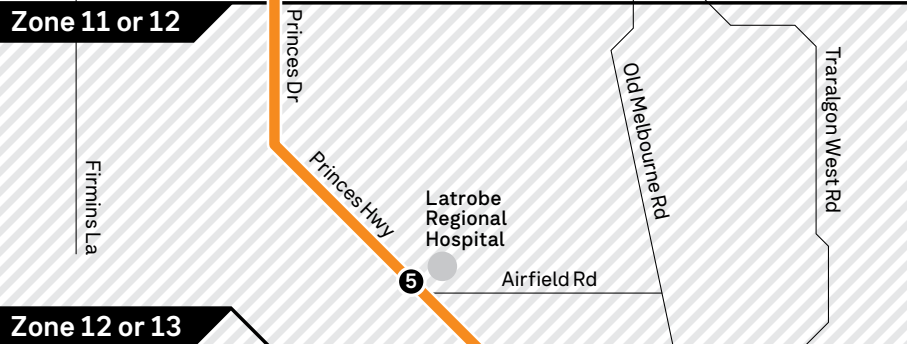 Zone 11 or 12
Princes Dr
Old Melbourne Rd
Traralgon West Rd
Firmins La
Princes Hwy
Latrobe
Regional
Hospital
5
Airfield Rd
Zone 12 or 13